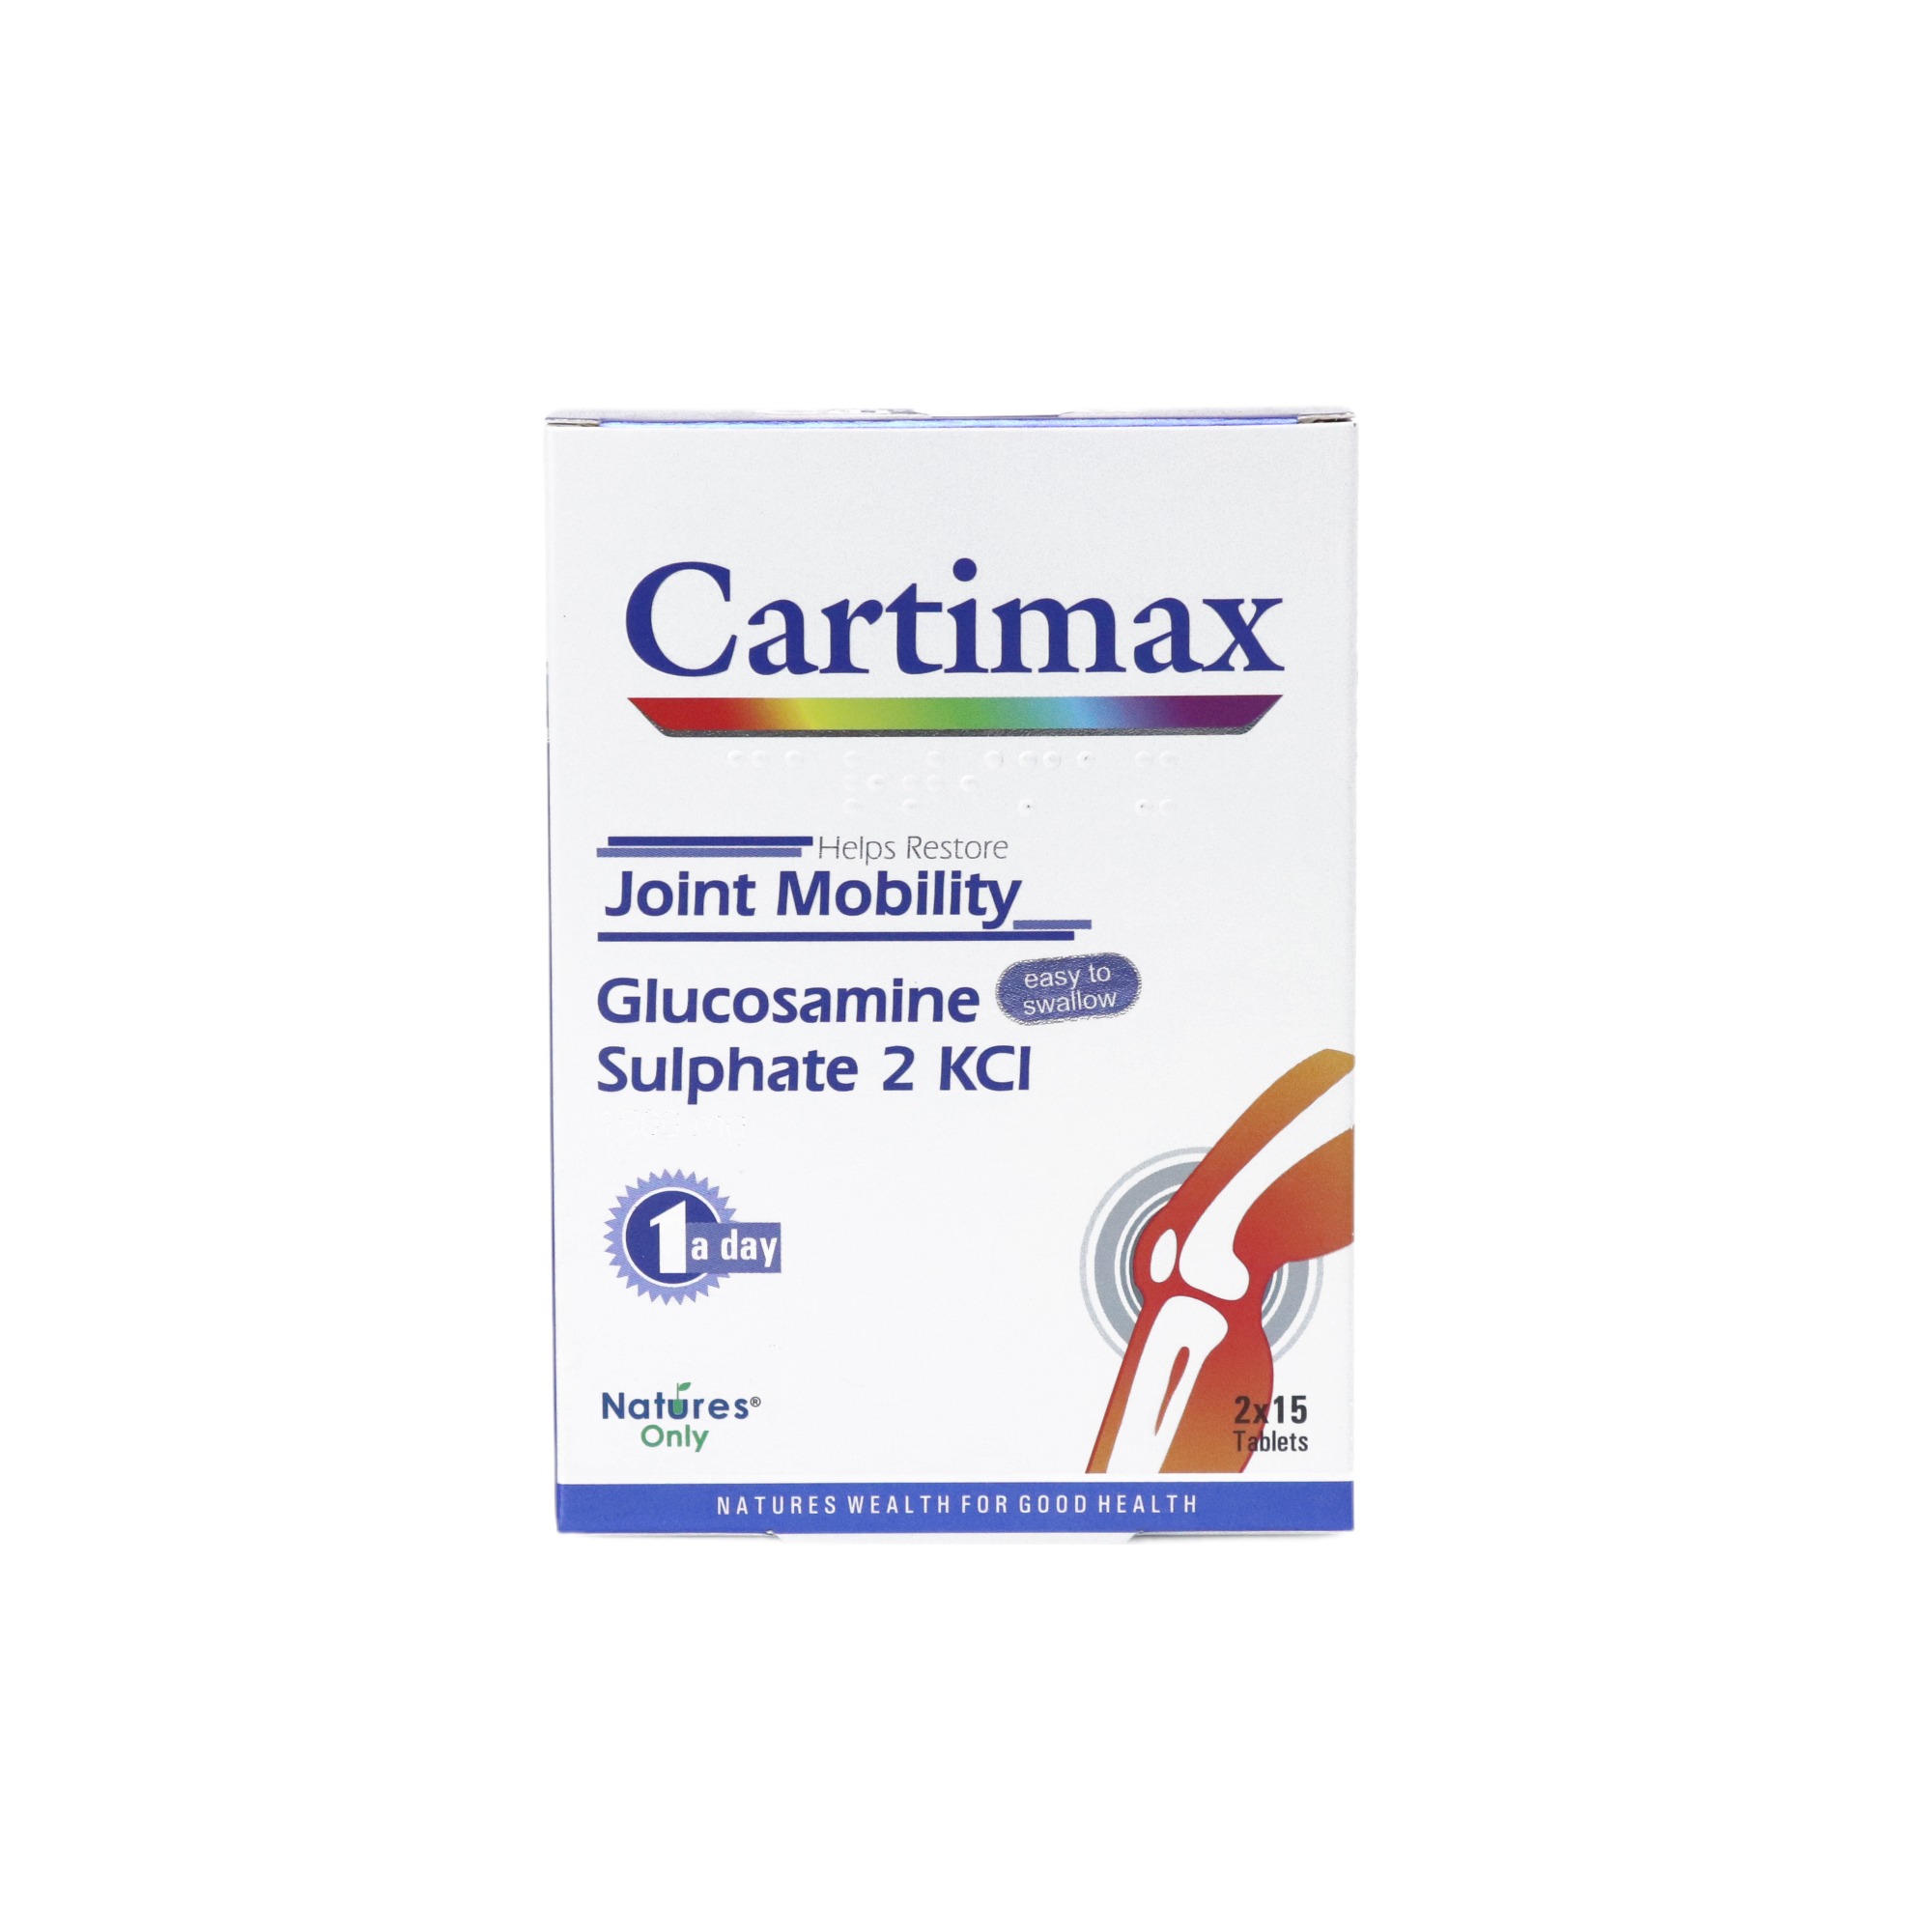 Cartimax
Helps Restore
Joint Mobility
Glucosamine
easy to
swallow
Sulphate 2 KCl
1 a day
Natures®
Only
2x15
Tablets
NATURES WEALTH FOR GOOD HEALTH